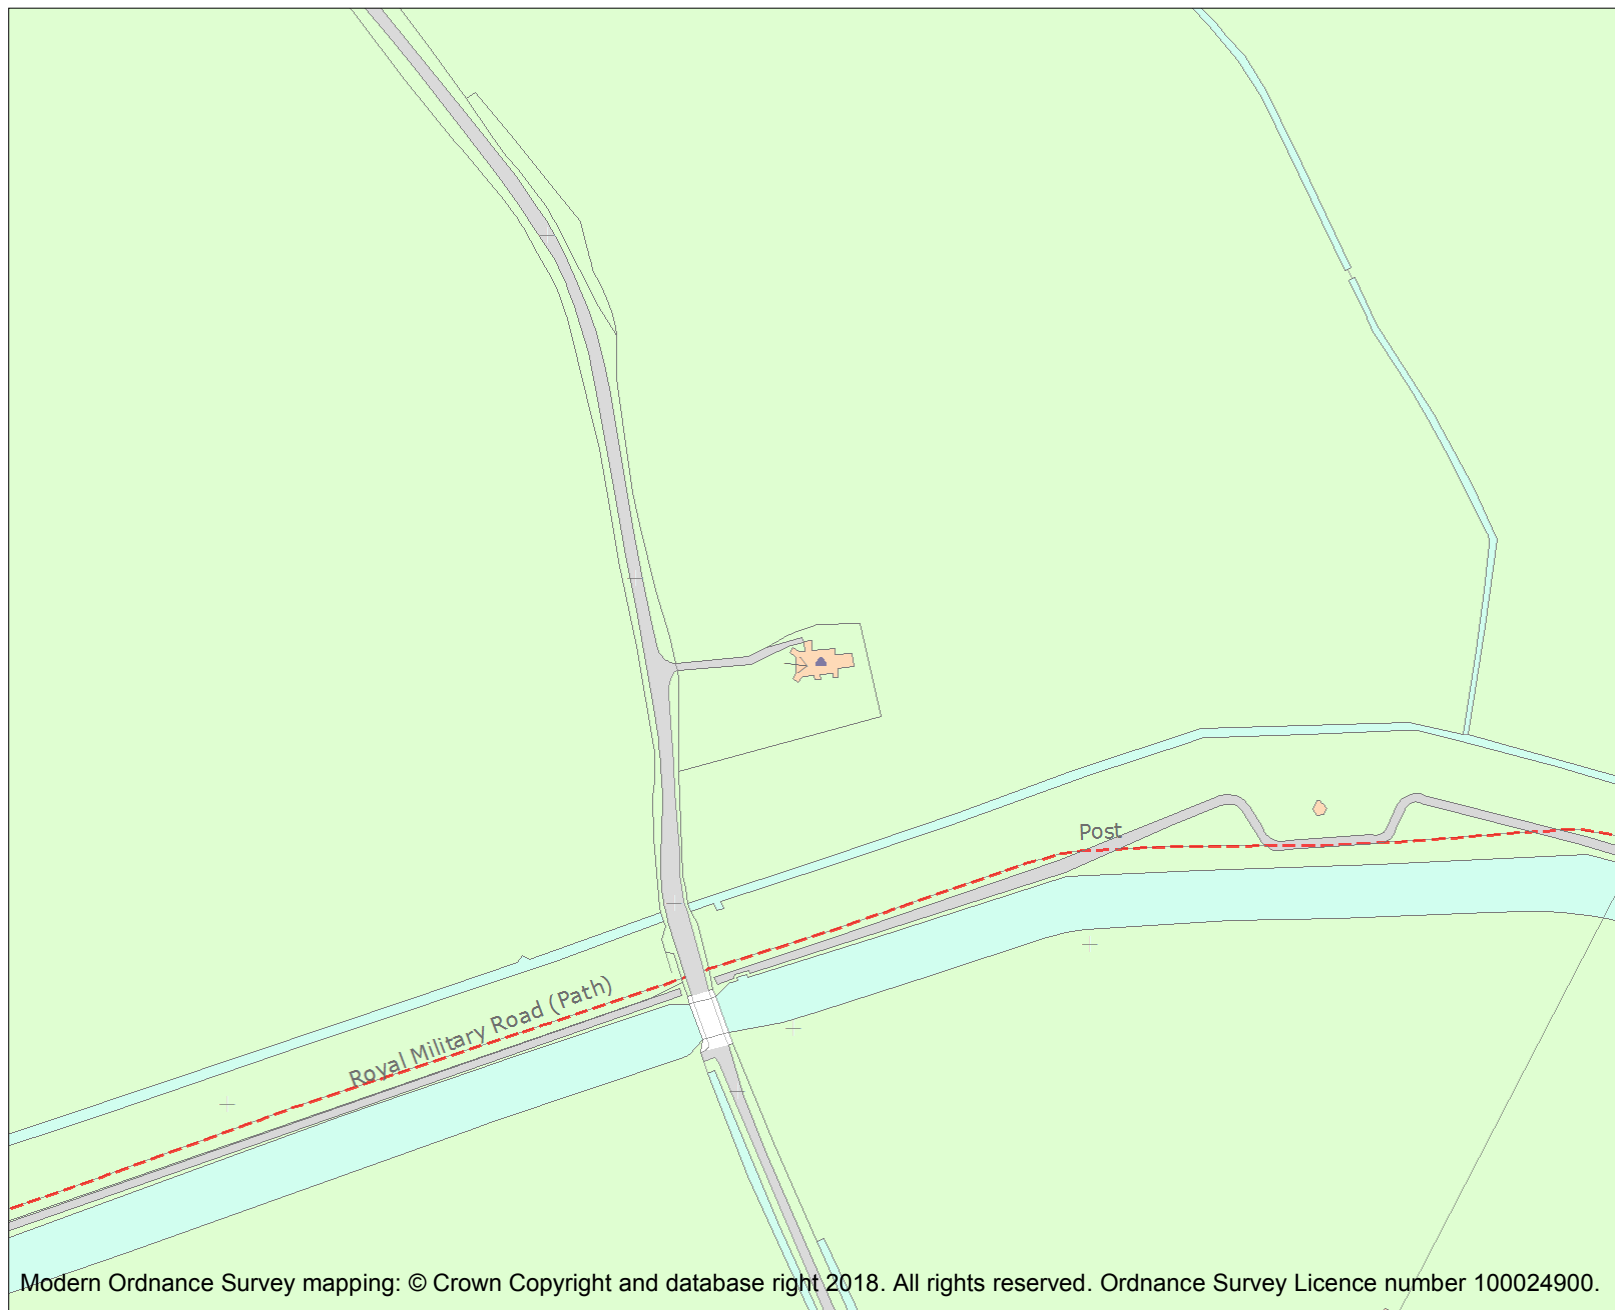 Post
Royal Military Road (Path)
Modern Ordnance Survey mapping: © Crown Copyright and database right 2018. All rights reserved. Ordnance Survey Licence number 100024900.